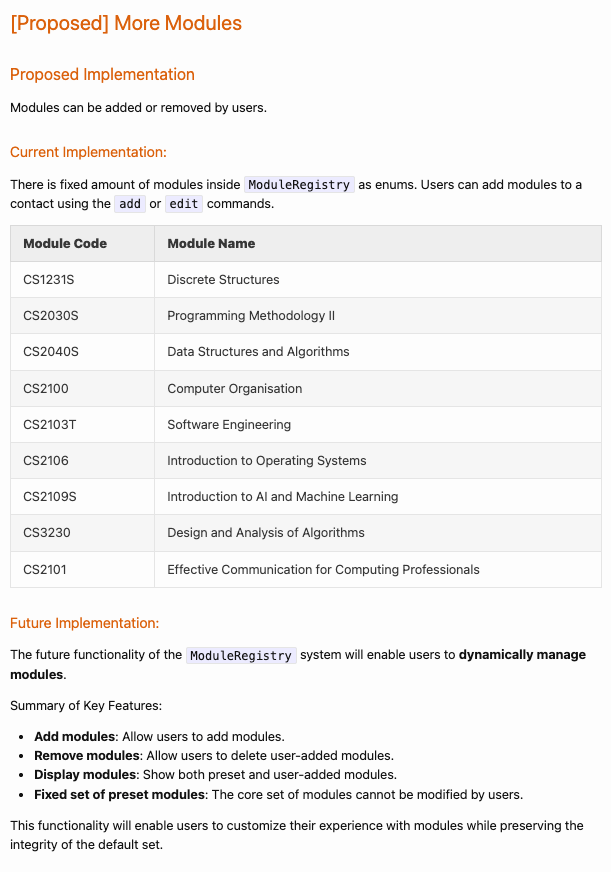 [Proposed] More Modules
Proposed Implementation
Modules can be added or removed by users.
Current Implementation:
There is fixed amount of modules inside ModuleRegistry as enums. Users can add modules to a
contact using the add or edit commands.
Module Code Module Name
CS1231S Discrete Structures
CS2030S Programming Methodology II
CS2040S Data Structures and Algorithms
CS2100 Computer Organisation
CS2103T Software Engineering
CS2106 Introduction to Operating Systems
CS2109S Introduction to AI and Machine Learning
CS3230 Design and Analysis of Algorithms
CS2101 Effective Communication for Computing Professionals
Future Implementation:
The future functionality of the ModuleRegistry system will enable users to dynamically manage
modules.
Summary of Key Features:
• Add modules: Allow users to add modules.
• Remove modules: Allow users to delete user-added modules.
• Display modules: Show both preset and user-added modules.
• Fixed set of preset modules: The core set of modules cannot be modified by users.
This functionality will enable users to customize their experience with modules while preserving the
integrity of the default set.